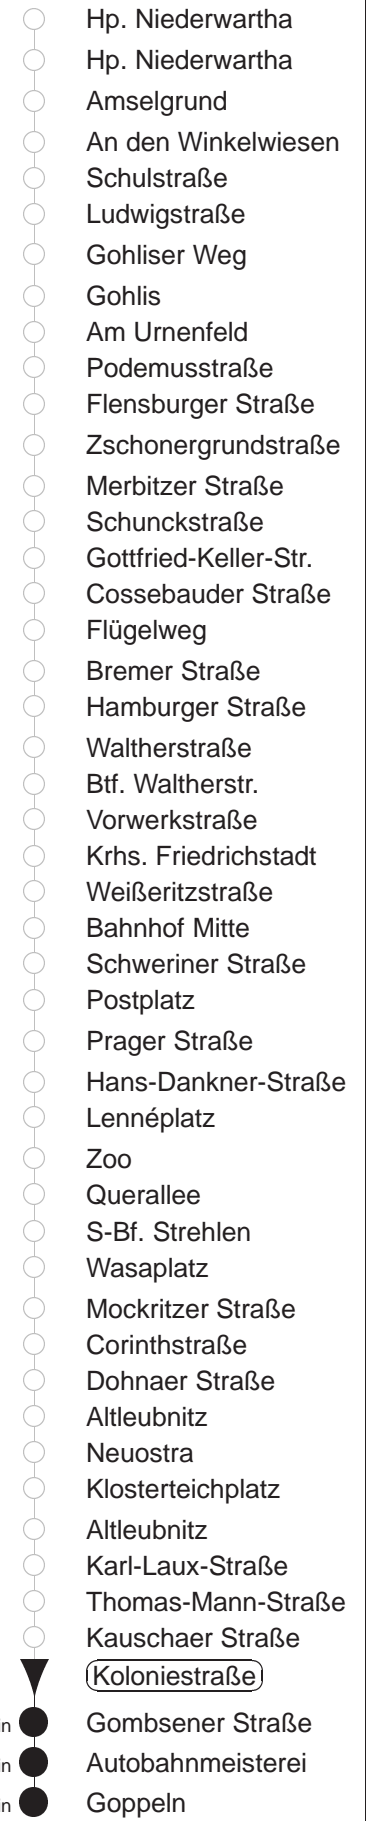 Hp. Niederwartha
Hp. Niederwartha
Amselgrund
An den Winkelwiesen
Schulstraße
Ludwigstraße
Gohliser Weg
Gohlis
Am Urnenfeld
Podemusstraße
Flensburger Straße
Zschonergrundstraße
Merbitzer Straße
Schunckstraße
Gottfried-Keller-Str.
Cossebauder Straße
Flügelweg
Bremer Straße
Hamburger Straße
Waltherstraße
Btf. Waltherstr.
Vorwerkstraße
Krhs. Friedrichstadt
Weißeritzstraße
Bahnhof Mitte
Schweriner Straße
Postplatz
Prager Straße
Hans-Dankner-Straße
Lennéplatz
Zoo
Querallee
S-Bf. Strehlen
Wasaplatz
Mockritzer Straße
Corinthstraße
Dohnaer Straße
Altleubnitz
Neuostra
Klosterteichplatz
Altleubnitz
Karl-Laux-Straße
Thomas-Mann-Straße
Kauschaer Straße
Koloniestraße
in Gombsener Straße
in Autobahnmeisterei
in Goppeln